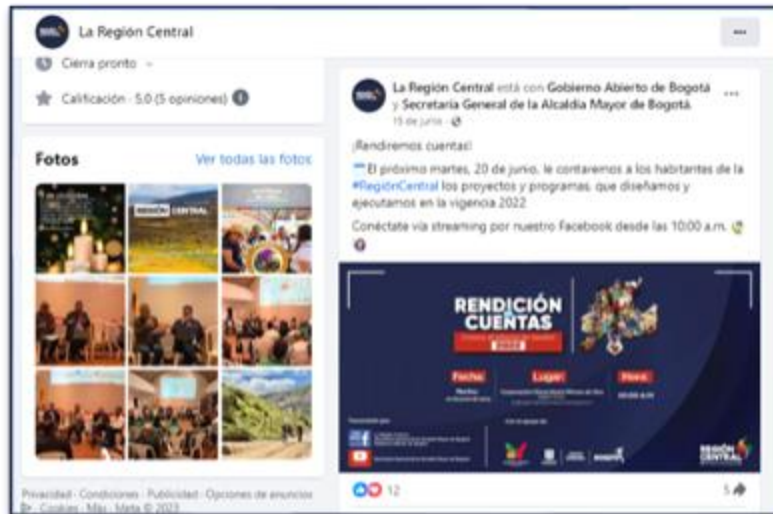 La Región Central
Cierra pronto
Calificación · 5,0 (5 opiniones)
Fotos
Ver todas las fotos
REGIÓN CENTRAL
Privacidad · Condiciones · Publicidad · Opciones de anuncios
Cookies · Más · Meta © 2023
La Región Central está con Gobierno Abierto de Bogotá
y Secretaría General de la Alcaldía Mayor de Bogotá.
15 de junio
¡Rendiremos cuentas!
El próximo martes, 20 de junio, le contaremos a los habitantes de la
#RegiónCentral los proyectos y programas, que diseñamos y
ejecutamos en la vigencia 2022
Conéctate vía streaming por nuestro Facebook desde las 10:00 a.m.
RENDICIÓN
CUENTAS
2022
Fecha:
Lugar:
Hora:
10:00 A.M
BOGOTÁ
REGIÓN
CENTRAL
12
5